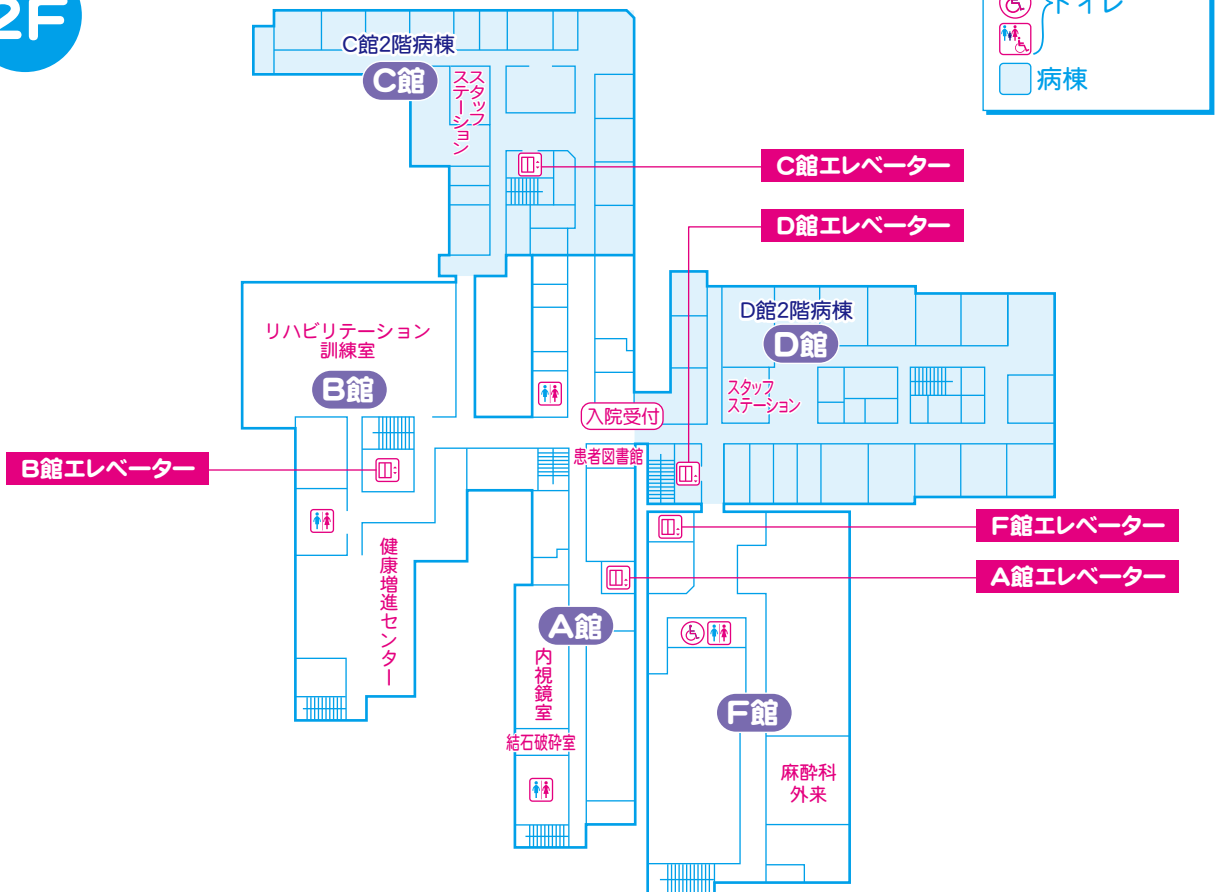 2F
トイレ
病棟
C館2階病棟
C館
スタッフ
ステーション
C館エレベーター
D館エレベーター
D館2階病棟
D館
スタッフ
ステーション
リハビリテーション
訓練室
B館
入院受付
患者図書館
B館エレベーター
F館エレベーター
A館エレベーター
健康増進センター
A館
内視鏡室
結石破砕室
F館
麻酔科
外来